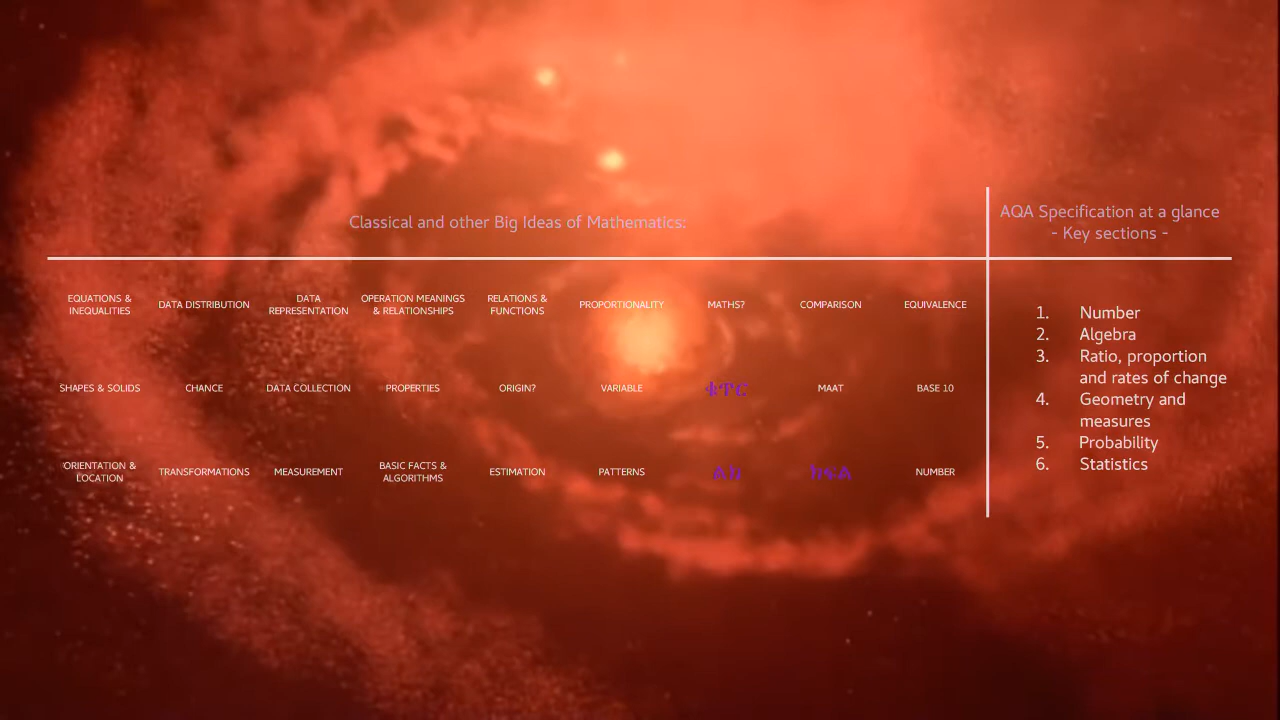 Classical and other Big Ideas of Mathematics:
AQA Specification at a glance
- Key sections -
EQUATIONS & INEQUALITIES
DATA DISTRIBUTION
DATA REPRESENTATION
OPERATION MEANINGS & RELATIONSHIPS
RELATIONS & FUNCTIONS
PROPORTIONALITY
MATHS?
COMPARISON
EQUIVALENCE
SHAPES & SOLIDS
CHANCE
DATA COLLECTION
PROPERTIES
ORIGIN?
VARIABLE
ቁጥር
MAAT
BASE 10
ORIENTATION & LOCATION
TRANSFORMATIONS
MEASUREMENT
BASIC FACTS & ALGORITHMS
ESTIMATION
PATTERNS
ልክ
ክፍል
NUMBER
1. Number
2. Algebra
3. Ratio, proportion
and rates of change
4. Geometry and
measures
5. Probability
6. Statistics